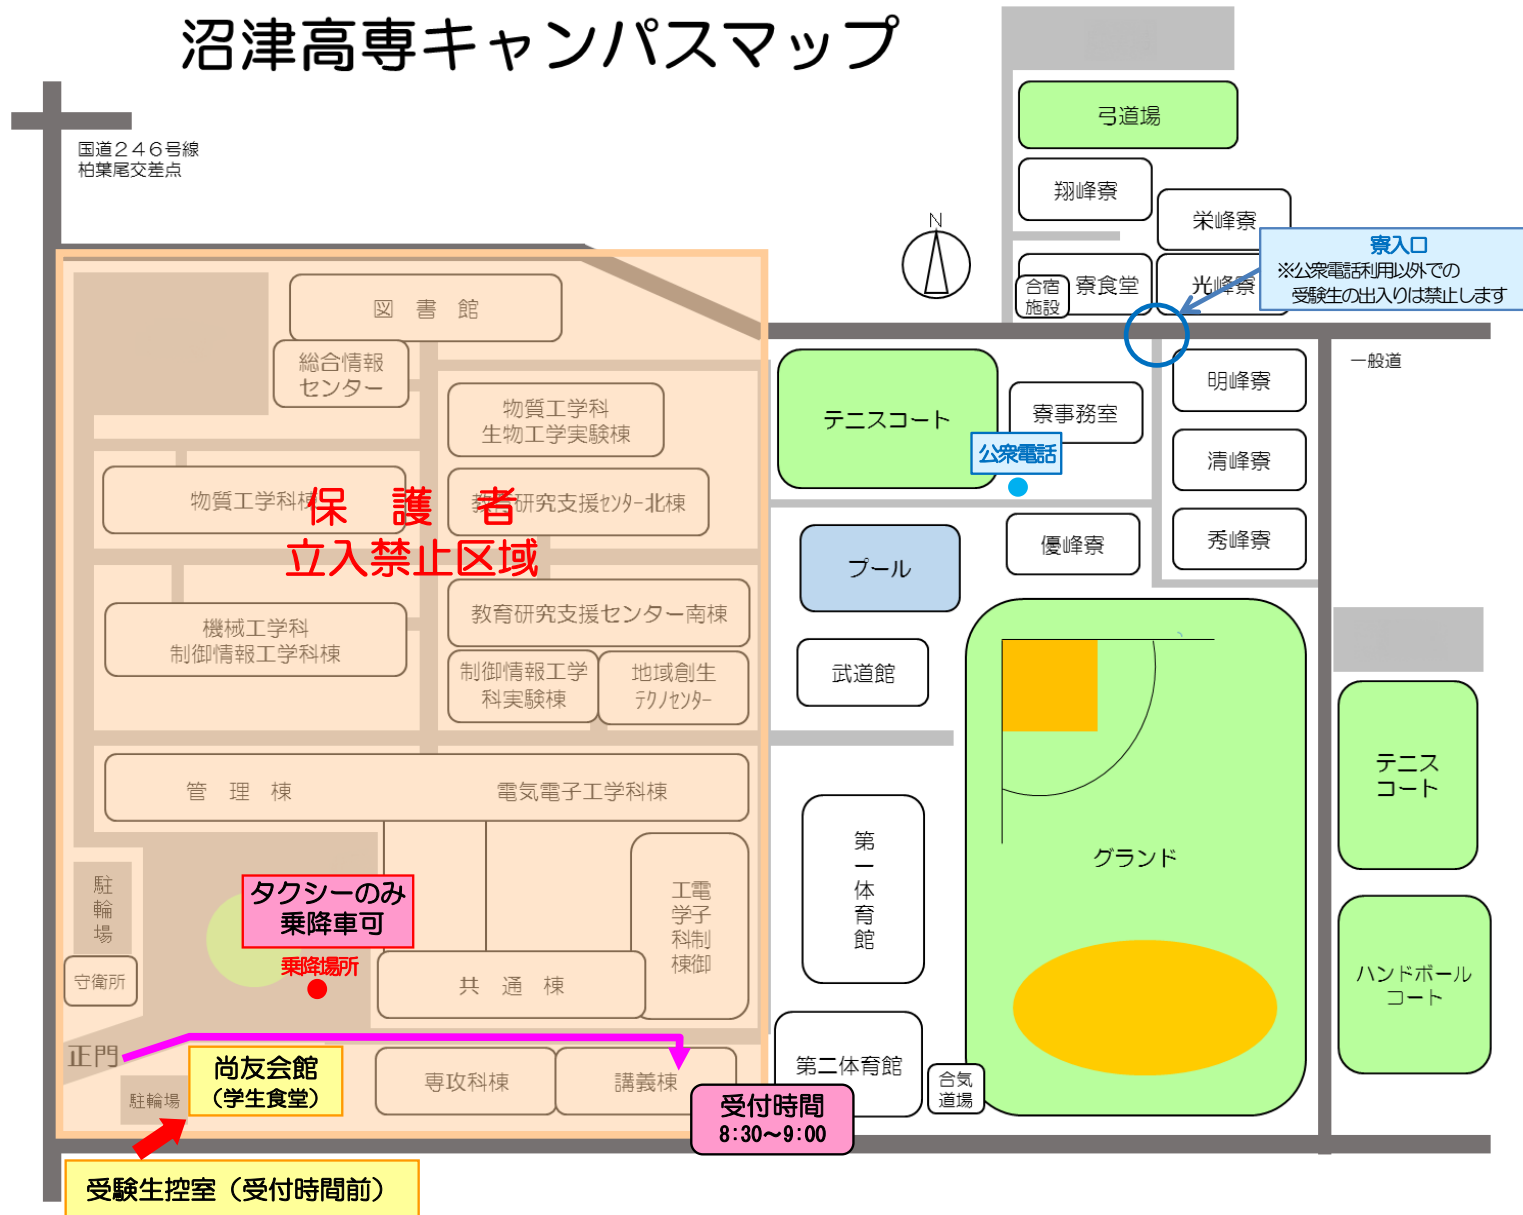 沼津高専キャンパスマップ
国道246号線
柏葉尾交差点
弓道場
翔峰寮
栄峰寮
N
寮入口
※公衆電話利用以外での
受験生の出入りは禁止します
合宿
施設
寮食堂
光峰寮
図 書 館
総合情報
センター
一般道
テニスコート
寮事務室
明峰寮
物質工学科
生物工学実験棟
公衆電話
清峰寮
物質工学科棟
教育研究支援センター北棟
保 護 者
立入禁止区域
プール
優峰寮
秀峰寮
機械工学科
制御情報工学科棟
教育研究支援センター南棟
制御情報工学
科実験棟
地域創生
テクノセンター
武道館
管 理 棟
電気電子工学科棟
テニス
コート
第一体育館
グランド
駐輪場
タクシーのみ
乗降車可
電子制御
工学科棟
乗降場所
守衛所
共 通 棟
ハンドボール
コート
正門
尚友会館
（学生食堂）
専攻科棟
講義棟
第二体育館
合気
道場
駐輪場
受付時間
8:30～9:00
受験生控室（受付時間前）